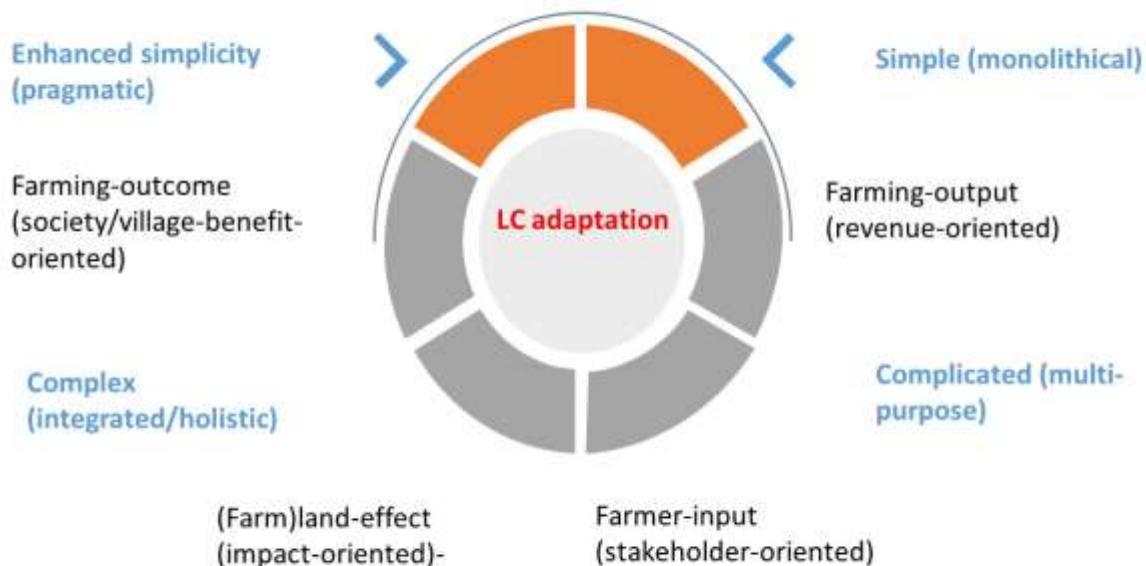 Enhanced simplicity
(pragmatic)
Simple (monolithical)
Farming-outcome
(society/village-benefit-
oriented)
LC adaptation
Farming-output
(revenue-oriented)
Complex
(integrated/holistic)
Complicated (multi-
purpose)
(Farm)land-effect
(impact-oriented)-
Farmer-input
(stakeholder-oriented)